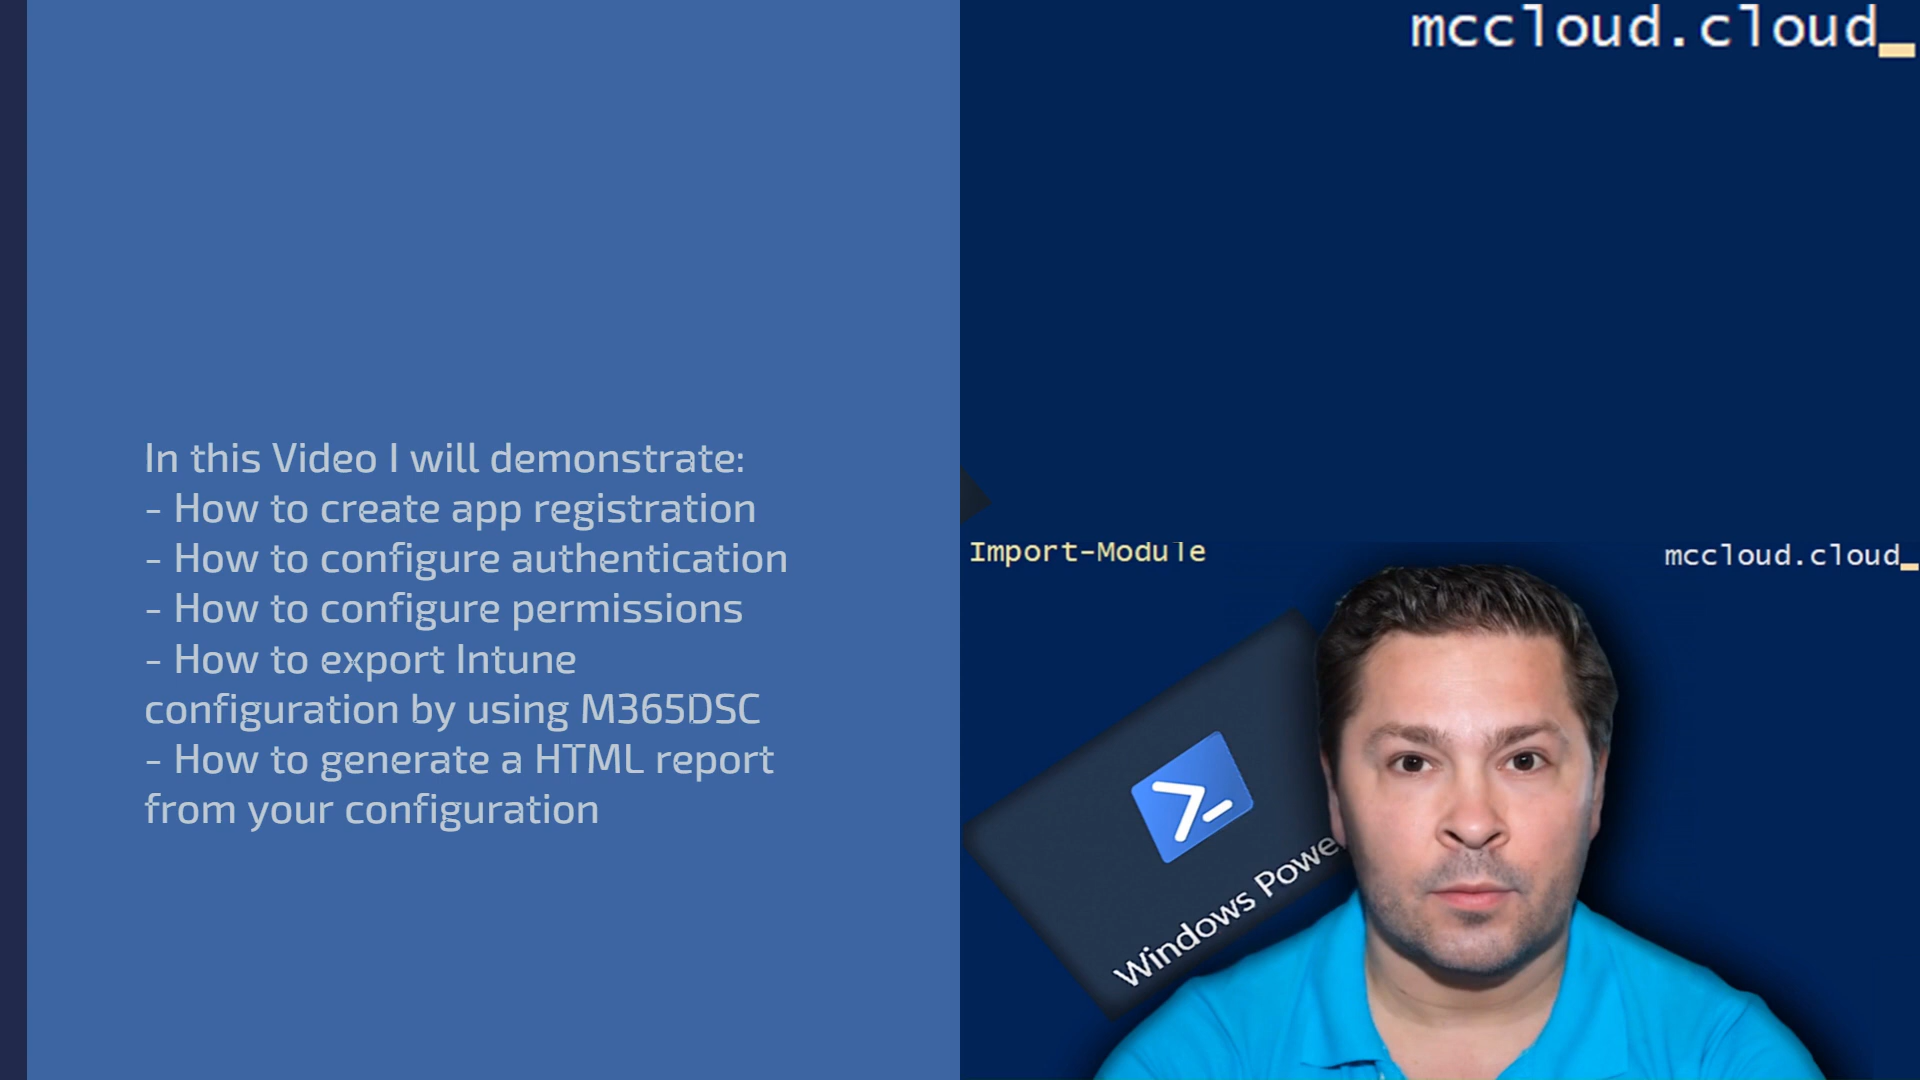 mccloud.cloud_
In this Video I will demonstrate:
- How to create app registration
- How to configure authentication
- How to configure permissions
- How to export Intune
configuration by using M365DSC
- How to generate a HTML report
from your configuration
Import-Module
mccloud.cloud_
Windows Powe